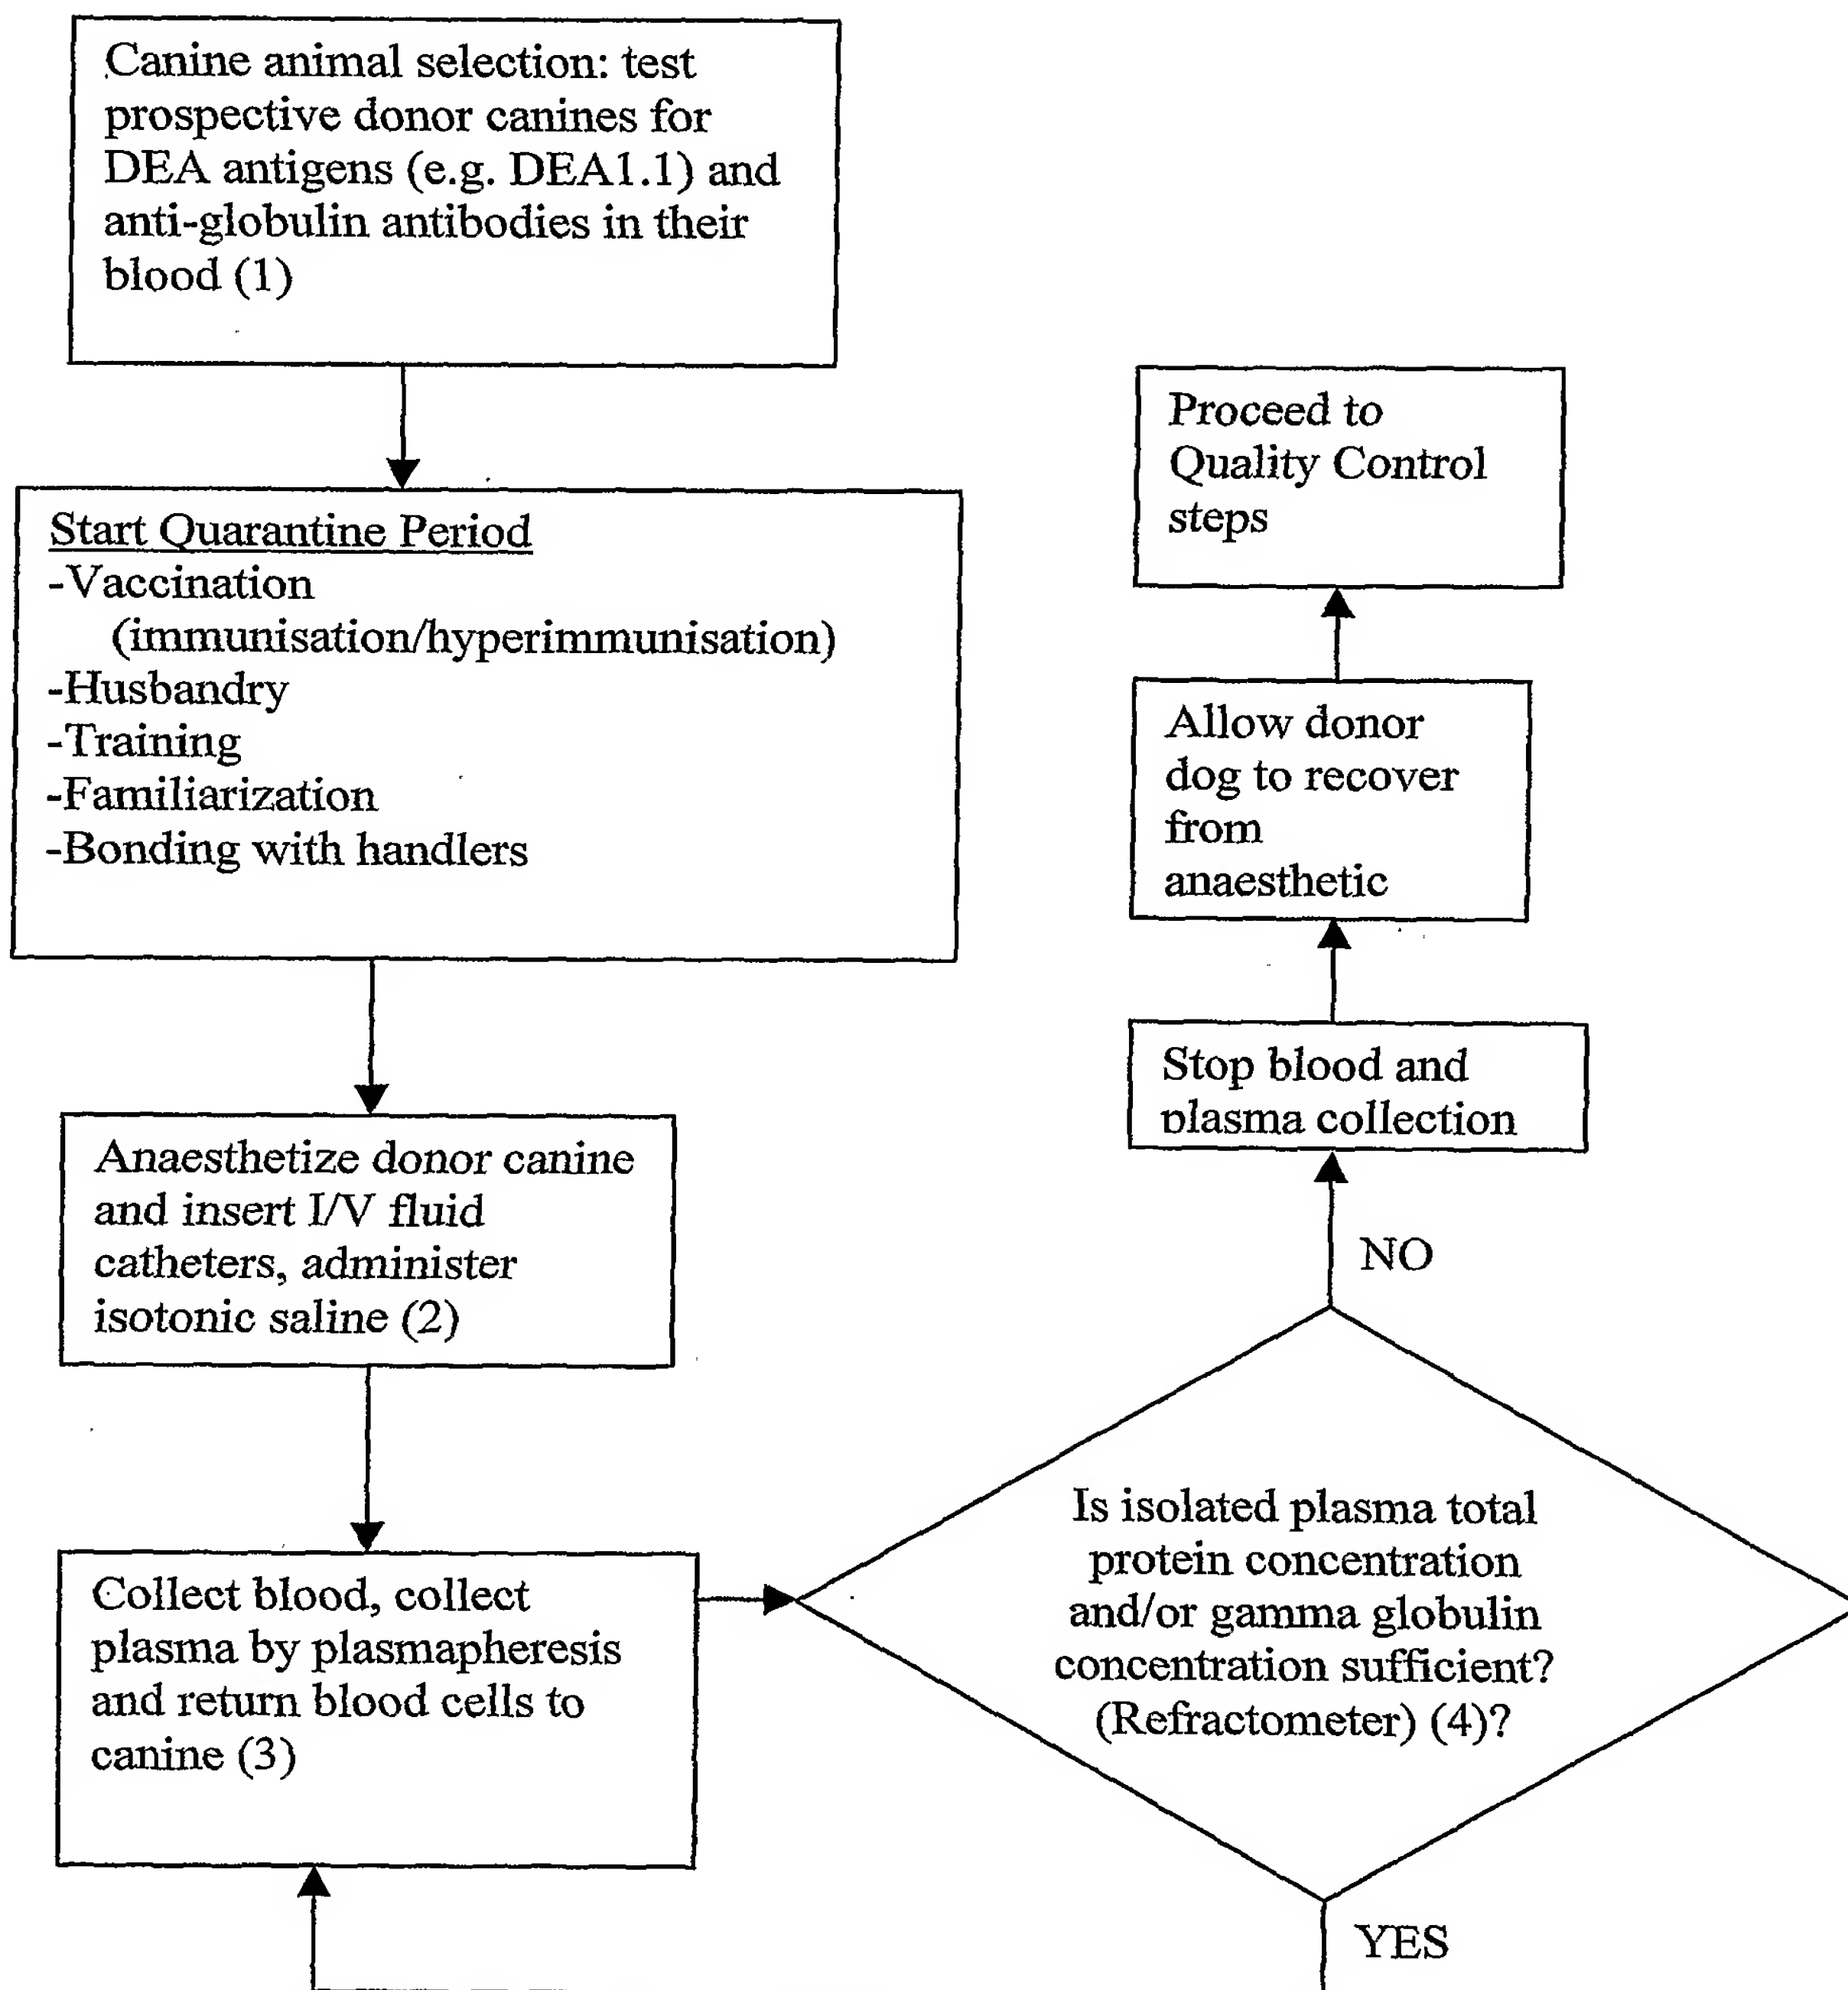 Canine animal selection: test
prospective donor canines for
DEA antigens (e.g. DEA1.1) and
anti-globulin antibodies in their
blood (1)
Start Quarantine Period
-Vaccination
(immunisation/hyperimmunisation)
-Husbandry
-Training
-Familiarization
-Bonding with handlers
Anaesthetize donor canine
and insert I/V fluid
catheters, administer
isotonic saline (2)
Collect blood, collect
plasma by plasmapheresis
and return blood cells to
canine (3)
Is isolated plasma total
protein concentration
and/or gamma globulin
concentration sufficient?
(Refractometer) (4)?
YES
NO
Stop blood and
plasma collection
Allow donor
dog to recover
from
anaesthetic
Proceed to
Quality Control
steps